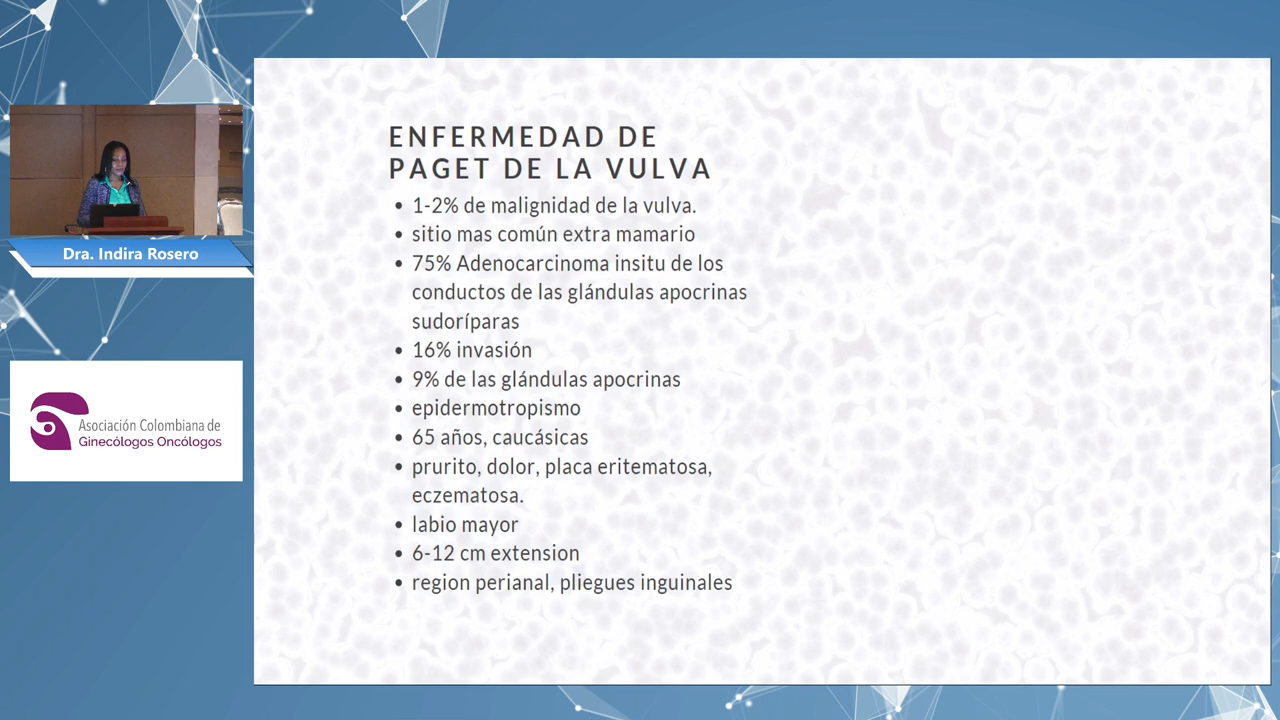 ENFERMEDAD DE
PAGET DE LA VULVA
• 1-2% de malignidad de la vulva.
• sitio mas común extra mamario
• 75% Adenocarcinoma insitu de los
conductos de las glándulas apocrinas
sudoríparas
• 16% invasión
• 9% de las glándulas apocrinas
• epidermotropismo
• 65 años, caucásicas
• prurito, dolor, placa eritematosa,
eczematosa.
• labio mayor
• 6-12 cm extension
• region perianal, pliegues inguinales
Dra. Indira Rosero
Asociación Colombiana de
Ginecólogos Oncólogos